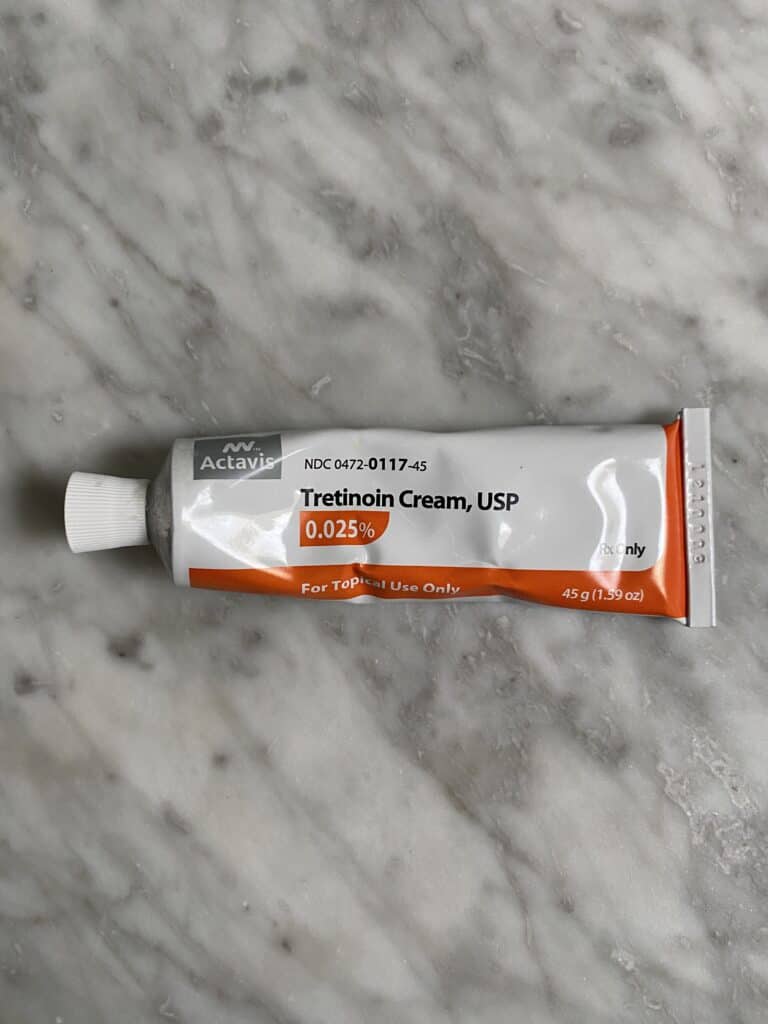 Actavis
NDC 0472-0117-45
Tretinoin Cream, USP
0.025%
Rx Only
For Topical Use Only
45 g (1.59 oz)